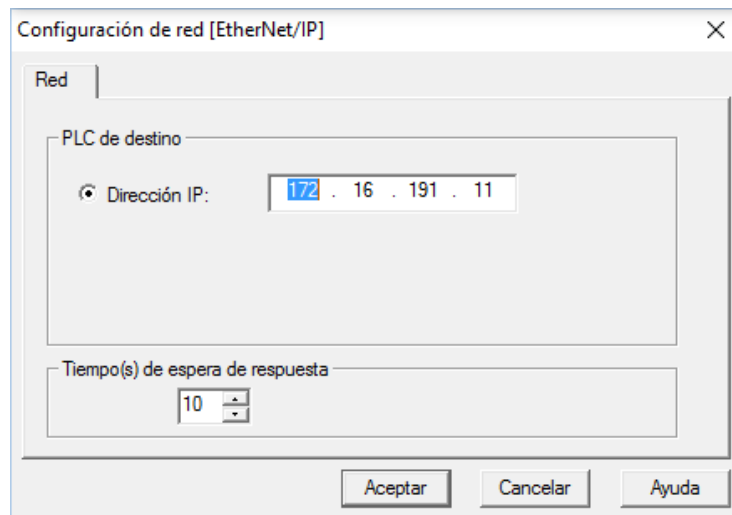 Configuración de red [EtherNet/IP]
Red
PLC de destino
Dirección IP: 172 . 16 . 191 . 11
Tiempo(s) de espera de respuesta
10
Aceptar Cancelar Ayuda